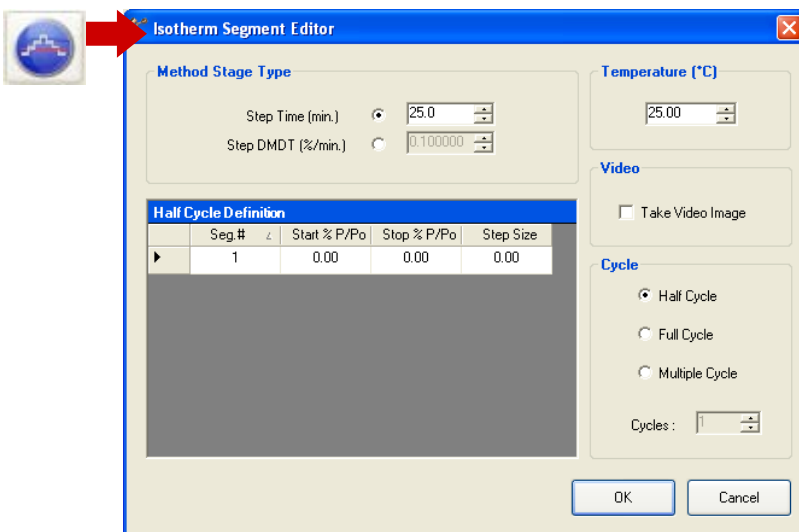 Isotherm Segment Editor
Method Stage Type
Step Time (min.) 25.0
Step DMDT (%/min.) 0.100000
Half Cycle Definition
Seg.# Start % P/Po Stop % P/Po Step Size
1 0.00 0.00 0.00
Temperature (°C)
25.00
Video
Take Video Image
Cycle
Half Cycle
Full Cycle
Multiple Cycle
Cycles : 1
OK Cancel